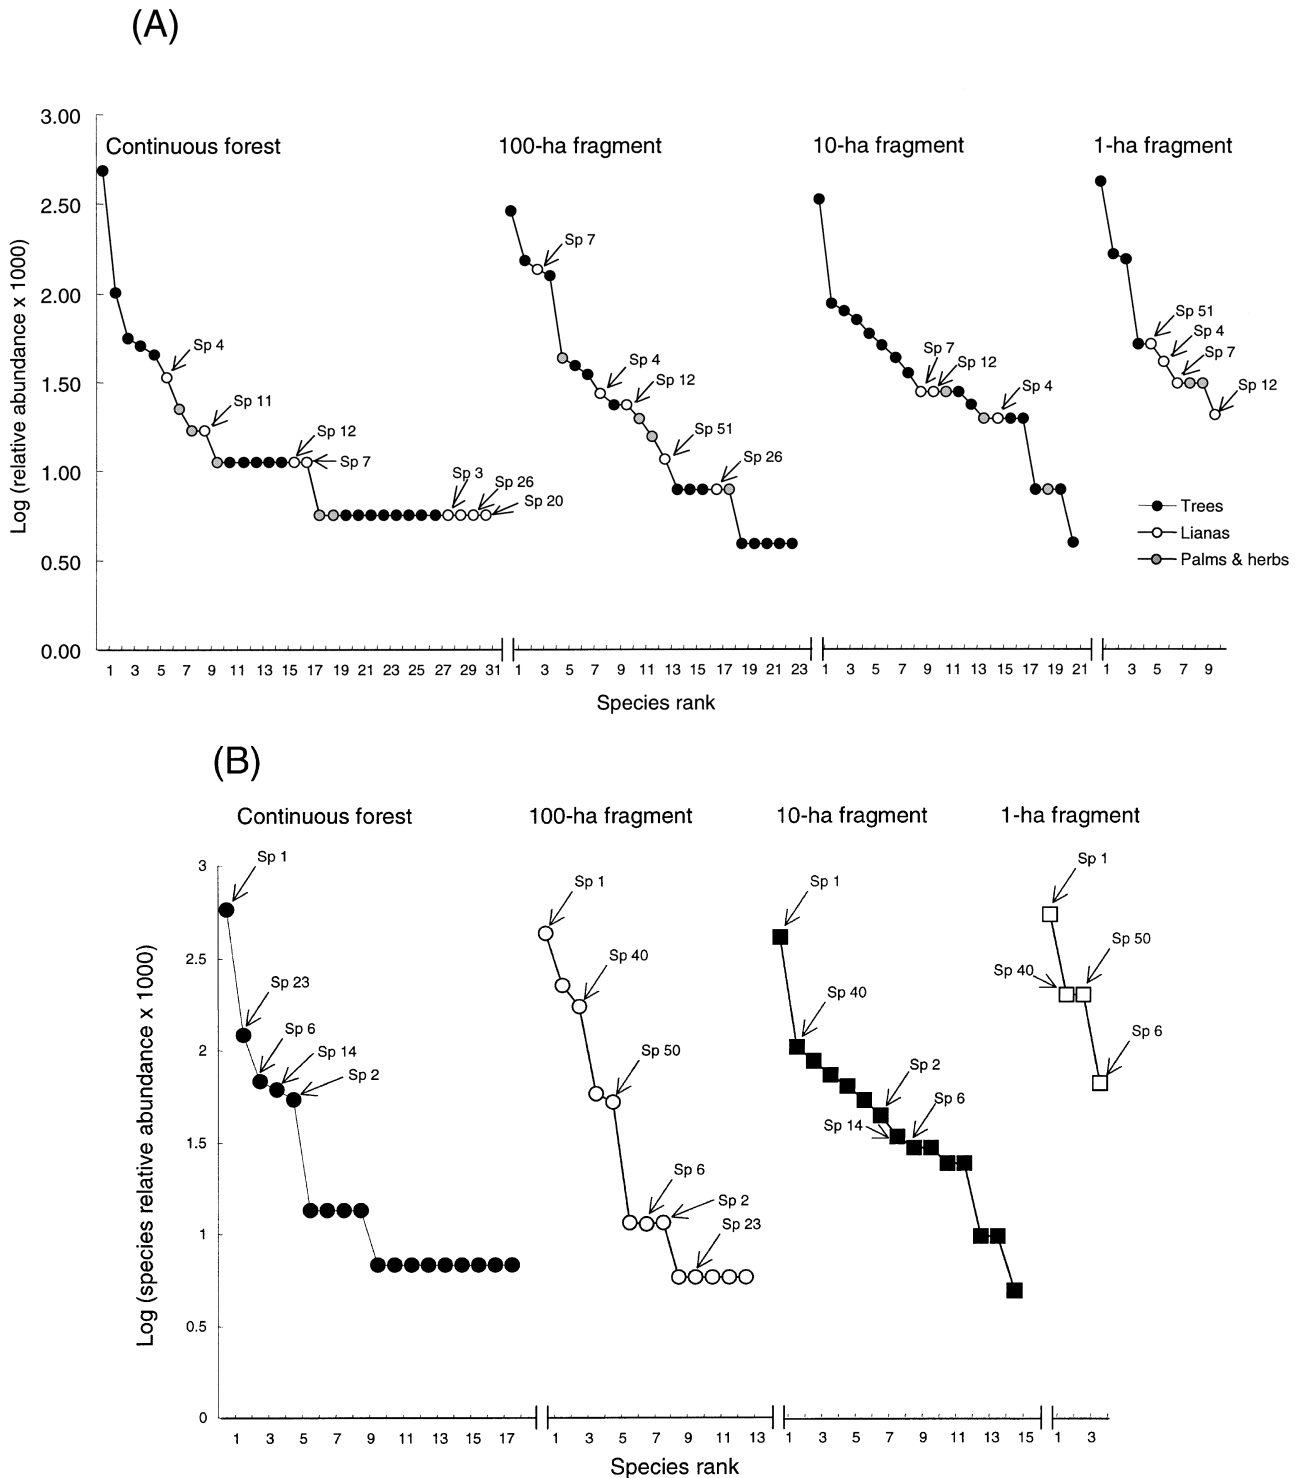 (A)
3.00
2.50
2.00
1.50
1.00
0.50
0.00
Log (relative abundance x 1000)
Continuous forest
100-ha fragment
10-ha fragment
1-ha fragment
Sp 4
Sp 11
Sp 12
Sp 7
Sp 3
Sp 26
Sp 20
Sp 7
Sp 4
Sp 12
Sp 51
Sp 26
Sp 7
Sp 12
Sp 4
Sp 51
Sp 4
Sp 7
Sp 12
Trees
Lianas
Palms & herbs
1 3 5 7 9 11 13 15 17 19 21 23 25 27 29 31
1 3 5 7 9 11 13 15 17 19 21 23
1 3 5 7 9 11 13 15 17 19 21
1 3 5 7 9
Species rank
(B)
Continuous forest
100-ha fragment
10-ha fragment
1-ha fragment
3
2.5
2
1.5
1
0.5
0
Log (species relative abundance x 1000)
Sp 1
Sp 23
Sp 6
Sp 14
Sp 2
Sp 1
Sp 40
Sp 50
Sp 6
Sp 2
Sp 23
Sp 1
Sp 40
Sp 2
Sp 6
Sp 14
Sp 1
Sp 50
Sp 40
Sp 6
1 3 5 7 9 11 13 15 17
1 3 5 7 9 11 13
1 3 5 7 9 11 13 15
1 3
Species rank